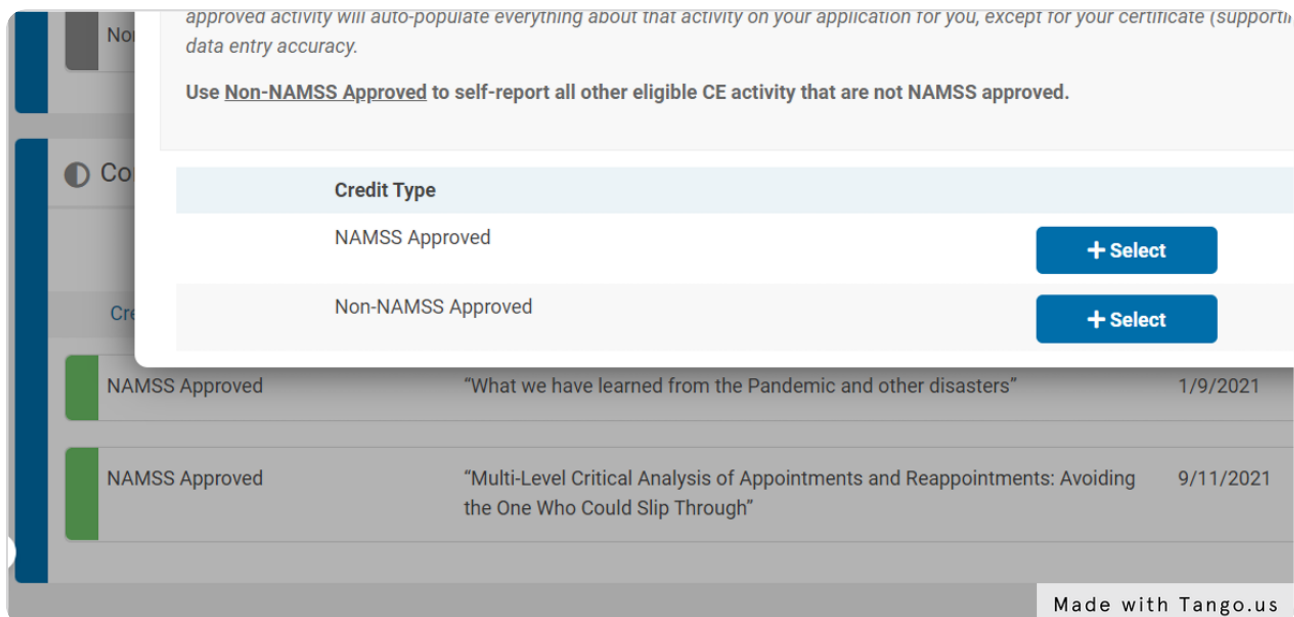 approved activity will auto-populate everything about that activity on your application for you, except for your certificate
data entry accuracy.
Use Non-NAMSS Approved to self-report all other eligible CE activity that are not NAMSS approved.
Credit Type
NAMSS Approved
+ Select
Non-NAMSS Approved
+ Select
NAMSS Approved “What we have learned from the Pandemic and other disasters” 1/9/2021
NAMSS Approved “Multi-Level Critical Analysis of Appointments and Reappointments: Avoiding 9/11/2021
the One Who Could Slip Through”
Made with Tango.us